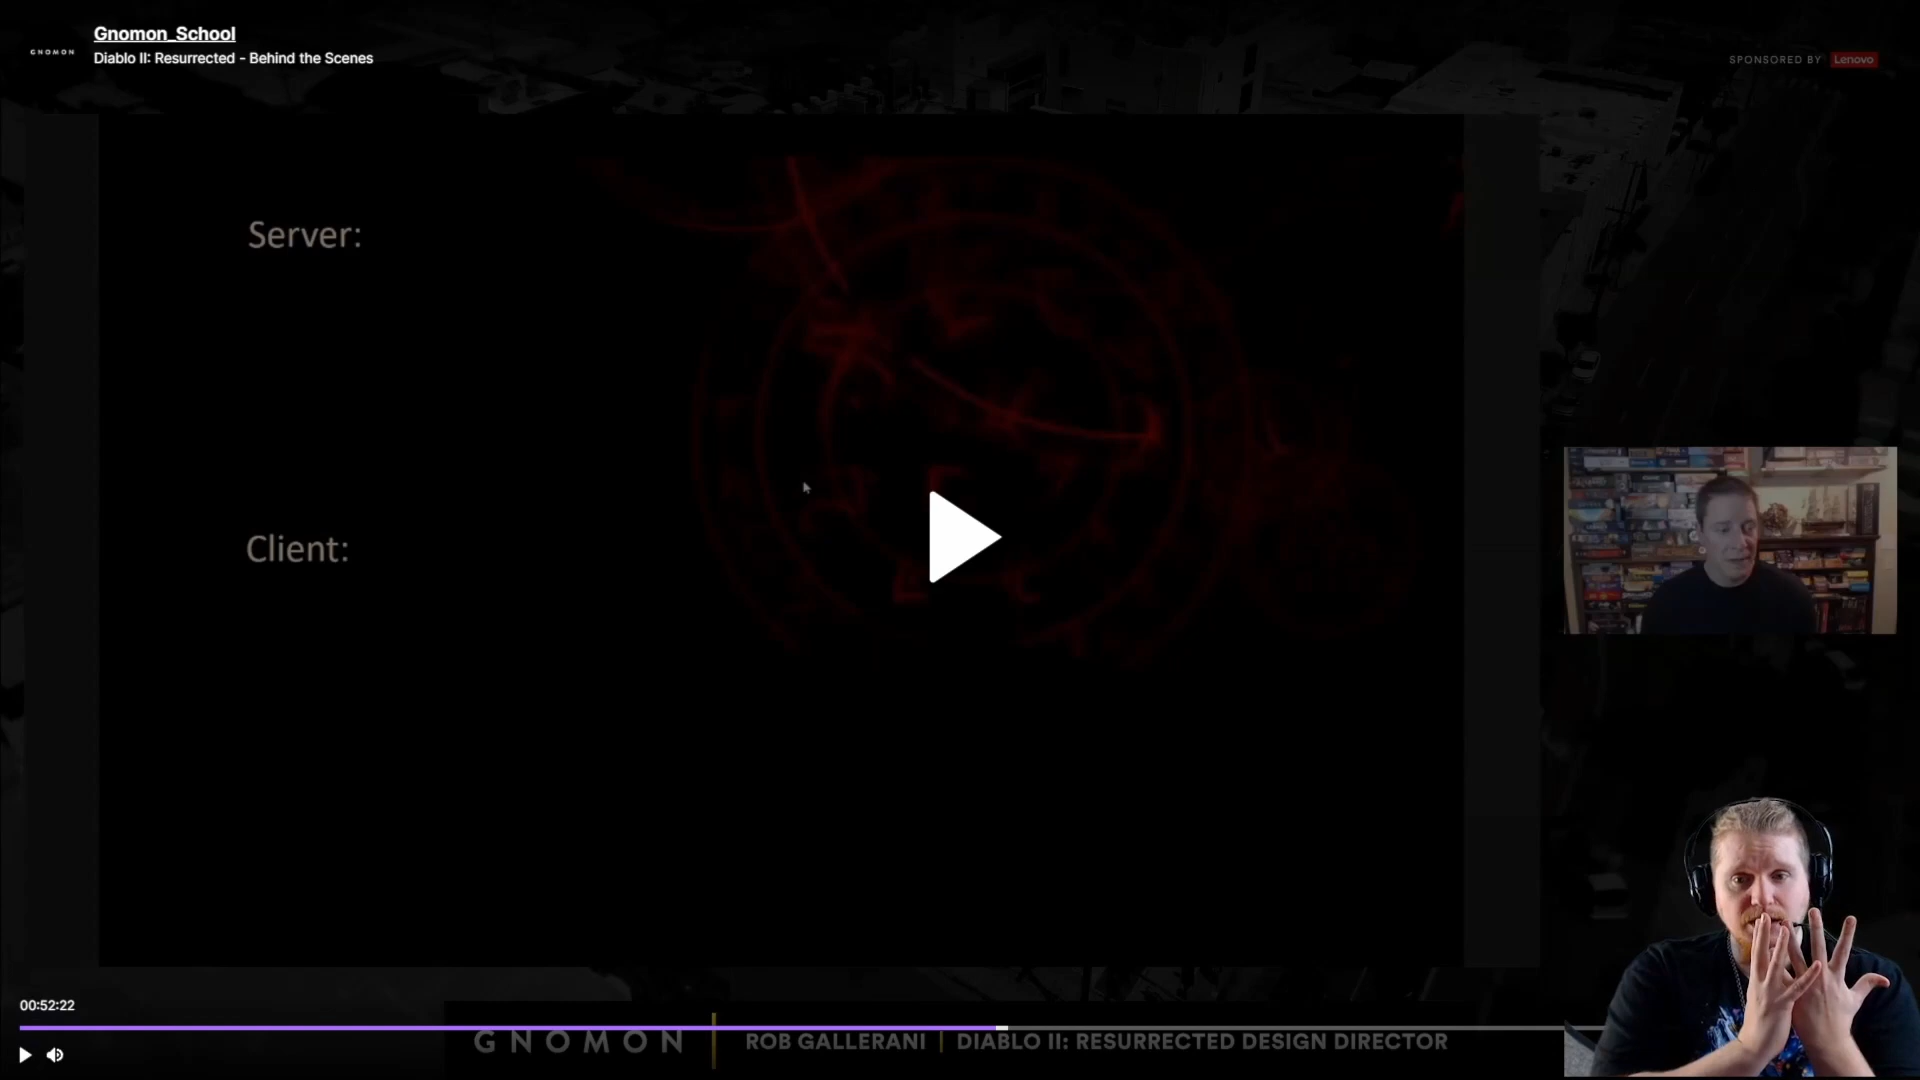 GNOMON
Gnomon_School
Diablo II: Resurrected - Behind the Scenes
SPONSORED BY Lenovo
Server:
Client:
00:52:22
GNOMON
ROB GALLERANI
DIABLO II: RESURRECTED DESIGN DIRECTOR